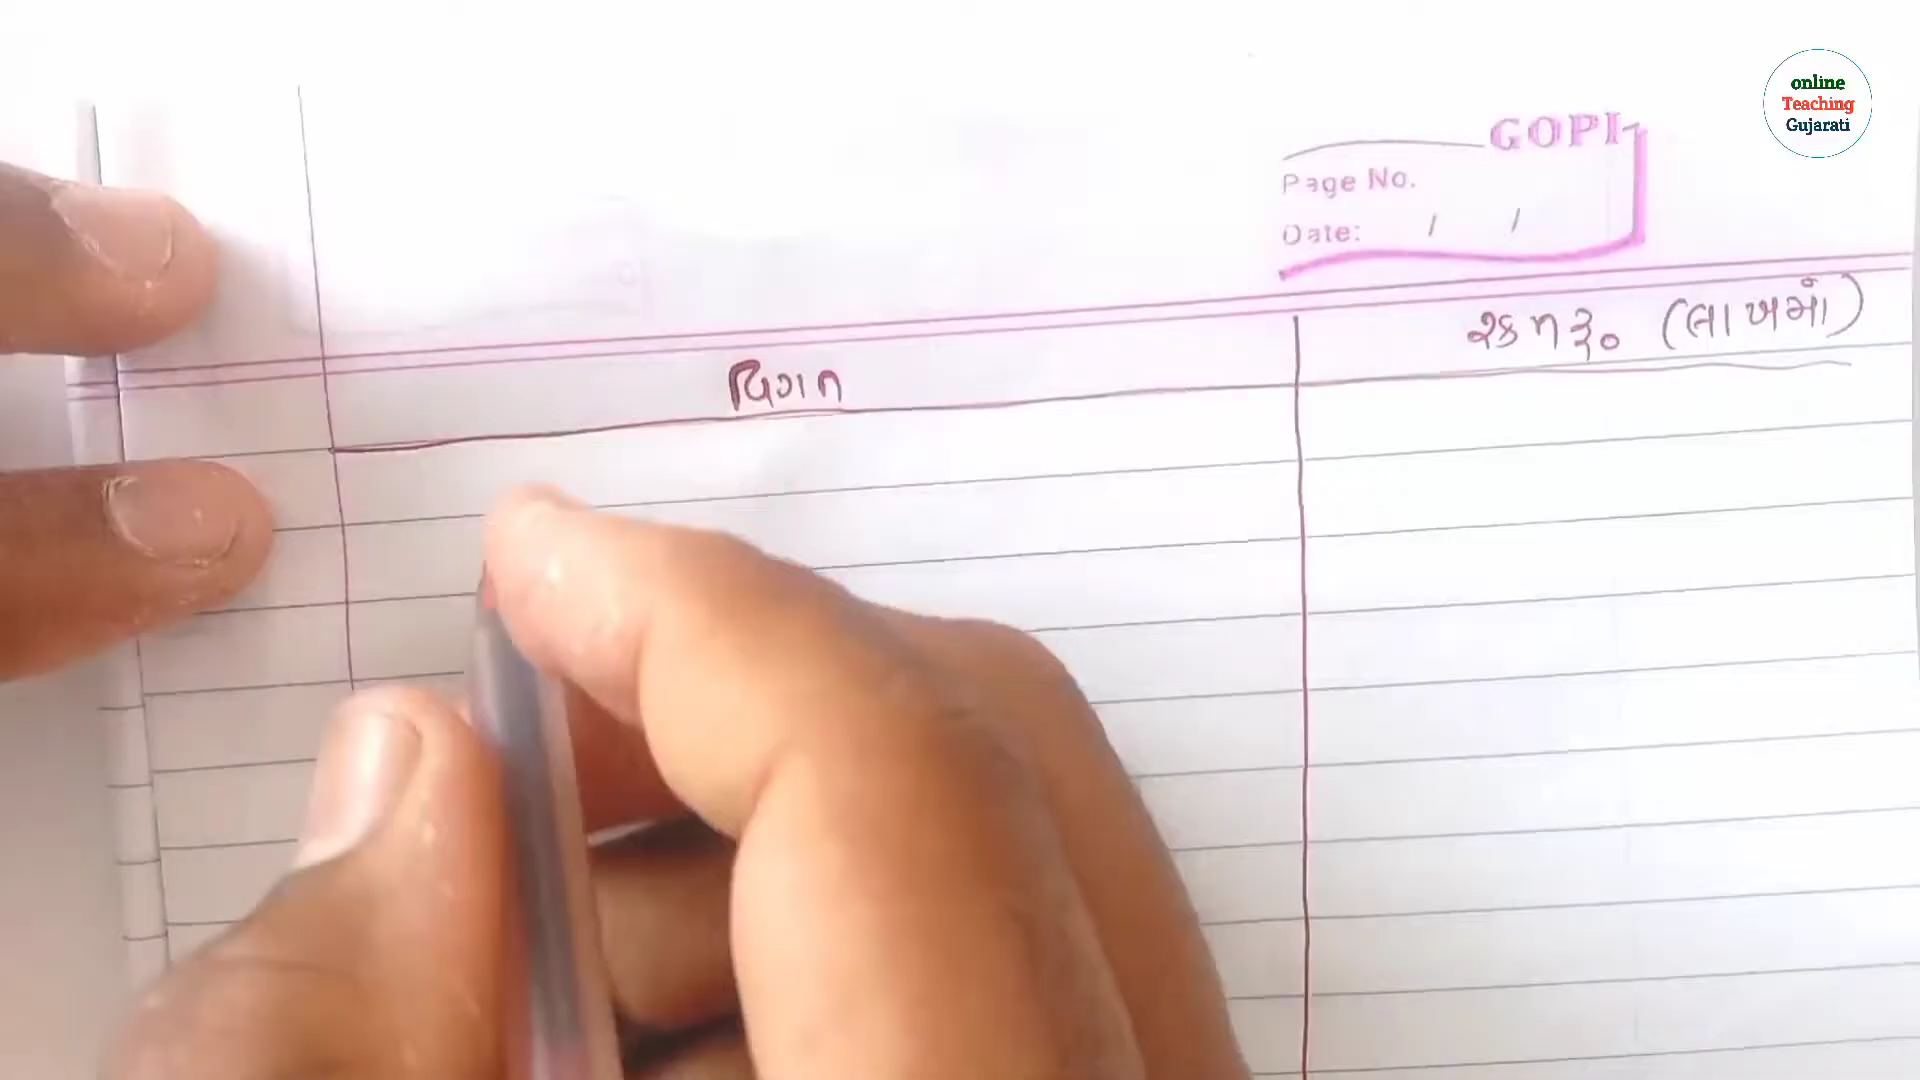 online
Teaching
Gujarati
GOPI
Page No.
Date: / /
વિગત
રકમ રૂ. (લાખમાં)